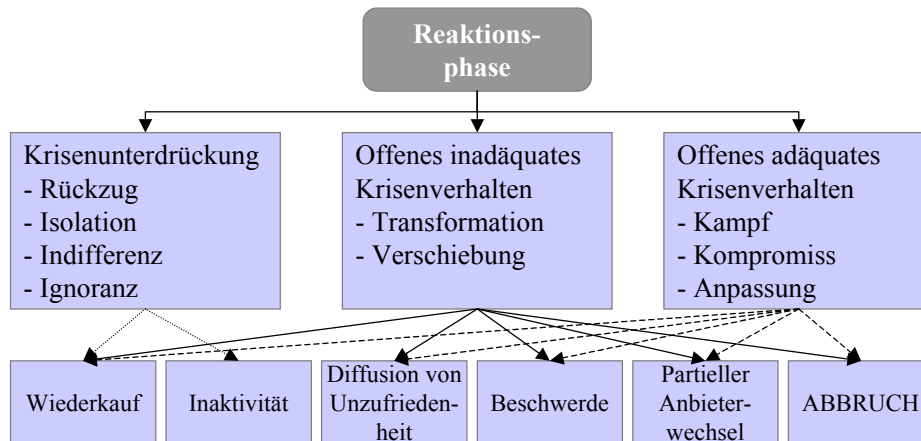 Reaktions-
phase
Krisenunterdrückung
- Rückzug
- Isolation
- Indifferenz
- Ignoranz
Offenes inadäquates
Krisenverhalten
- Transformation
- Verschiebung
Offenes adäquates
Krisenverhalten
- Kampf
- Kompromiss
- Anpassung
Wiederkauf
Inaktivität
Diffusion von
Unzufrieden-
heit
Beschwerde
Partieller
Anbieter-
wechsel
ABBRUCH